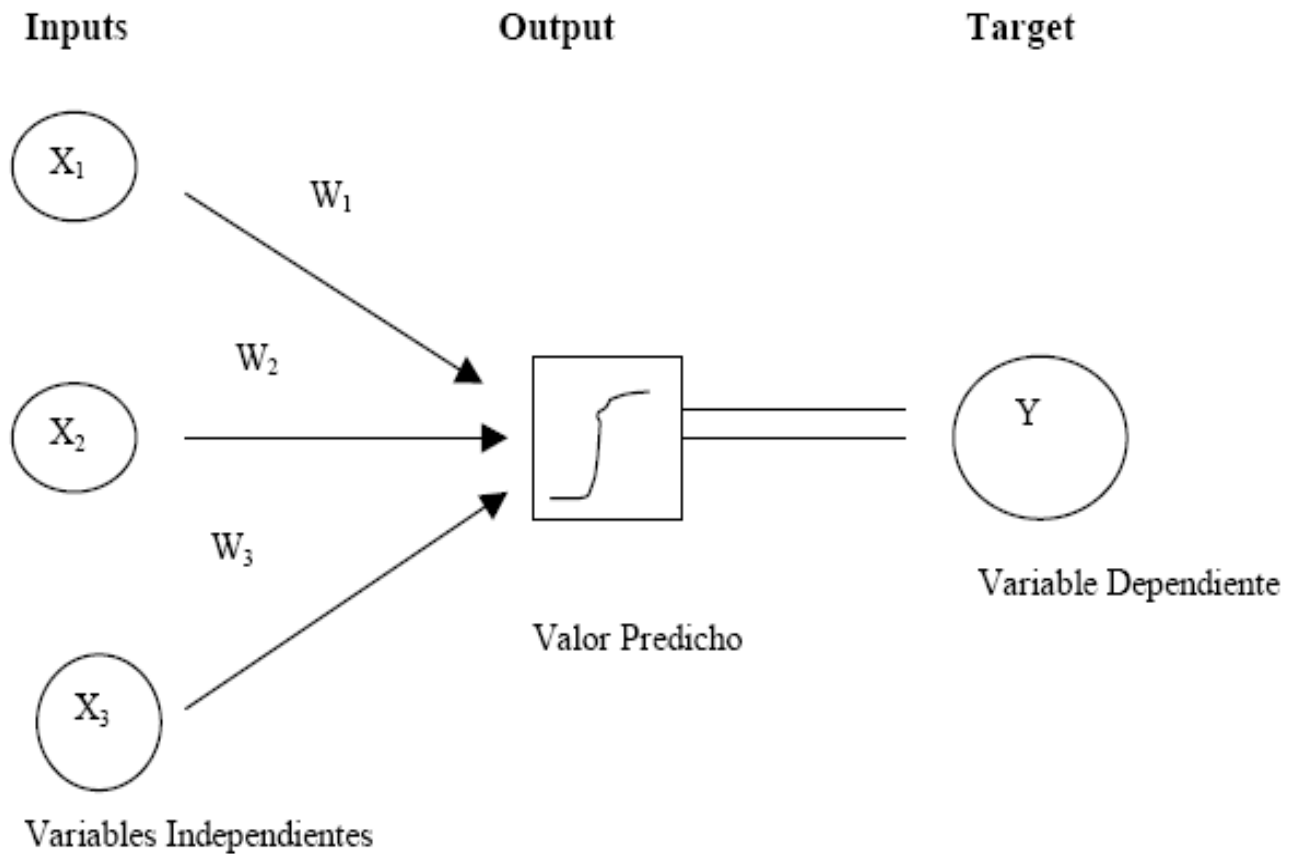 Inputs
Output
Target
X₁
W₁
W₂
X₂
Y
W₃
Variable Dependiente
Valor Predicho
X₃
Variables Independientes